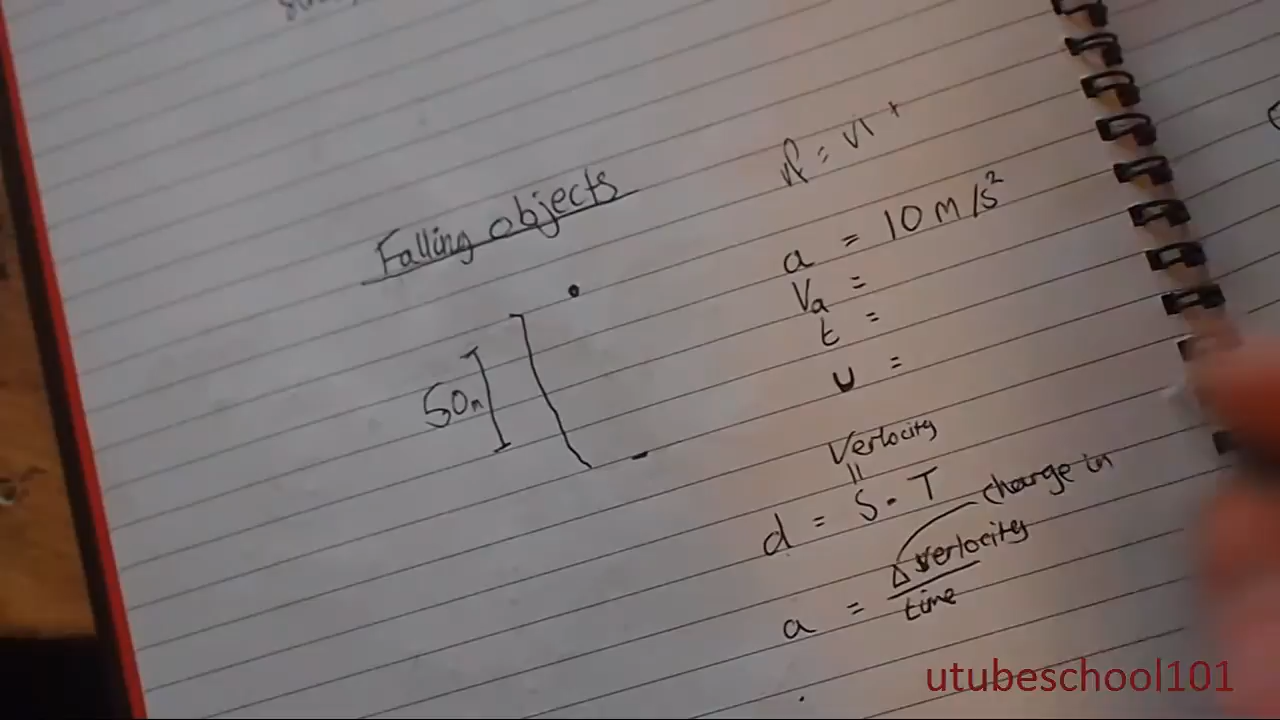 Falling objects
50m
vf = vi +
a = 10 m/s²
Va =
t =
u =
Verlocity
=
d = S. T
change in
a = Δ verlocity
time
utubeschool101